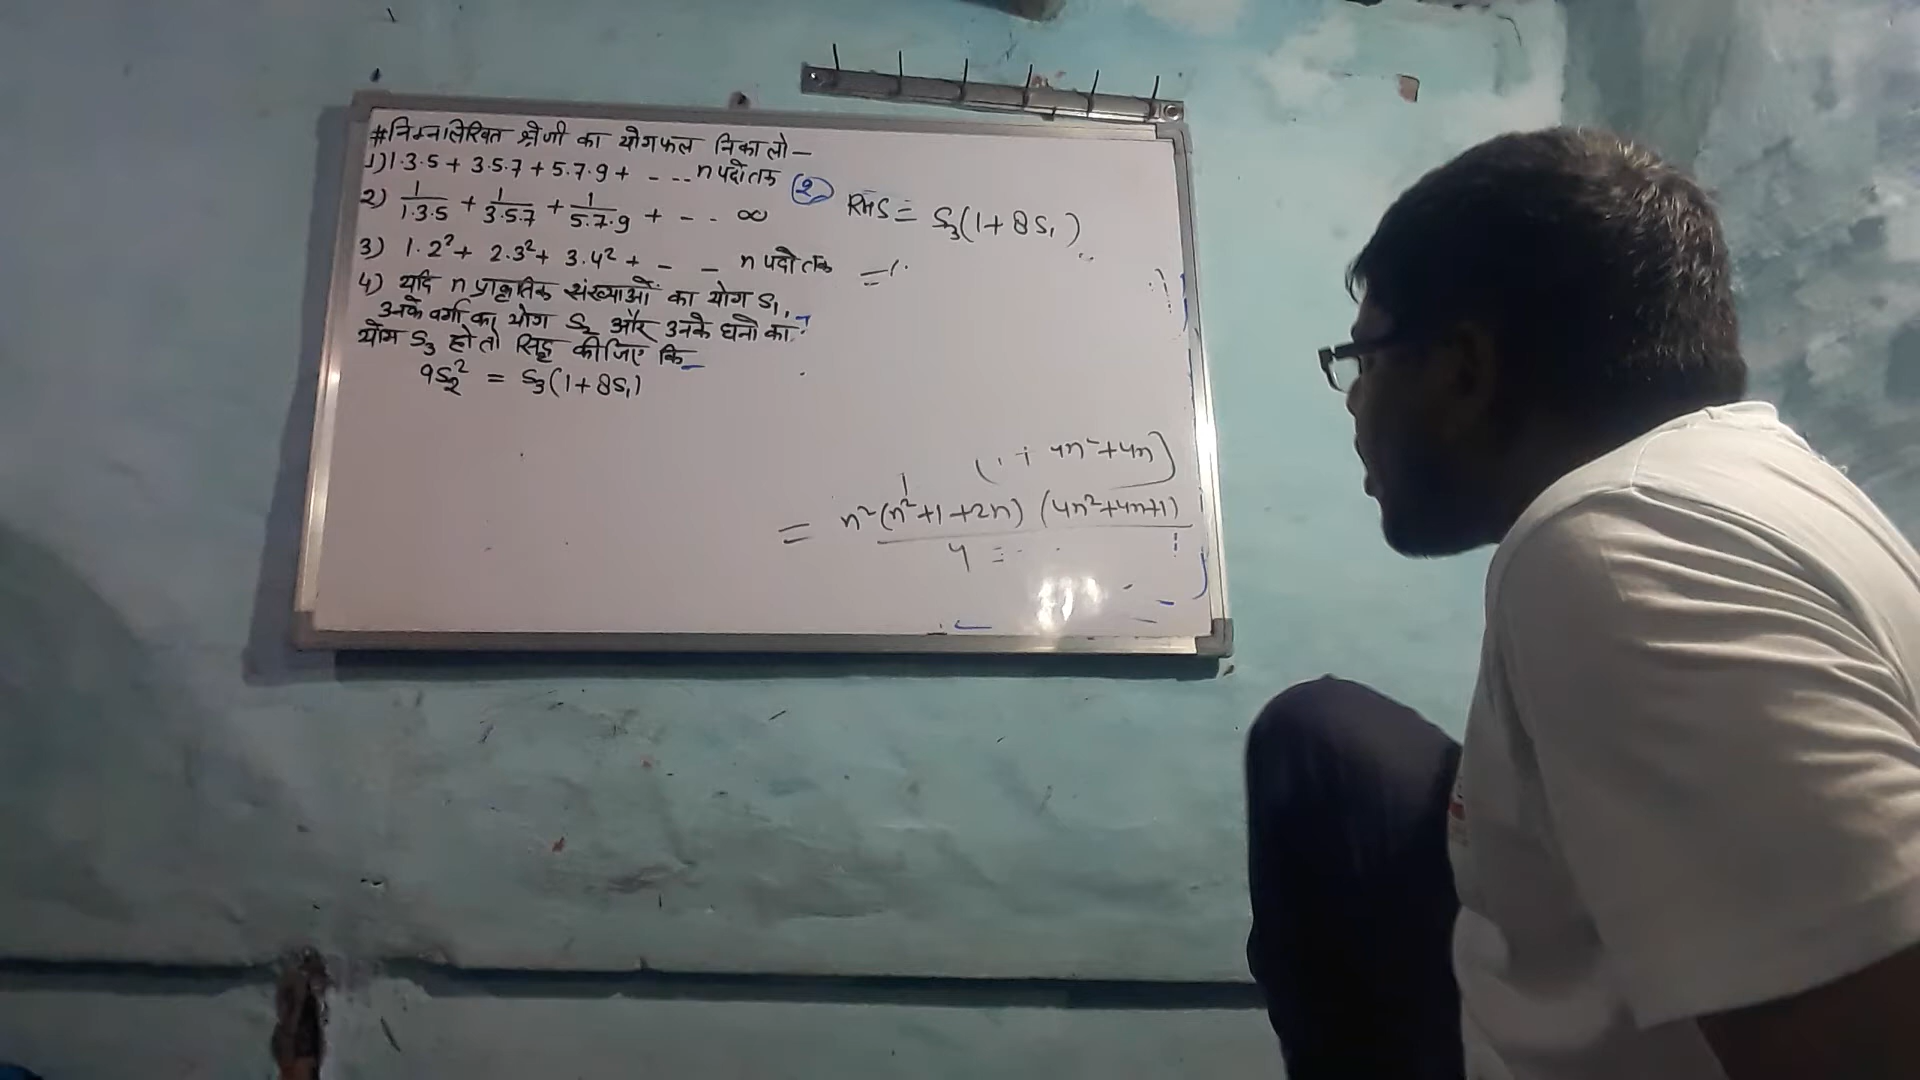 #निम्नलिखित श्रेणी का योगफल निकालो—
1) 1·3·5 + 3·5·7 + 5·7·9 + - - - n पदो तक
2) 1/1·3·5 + 1/3·5·7 + 1/5·7·9 + - - ∞
3) 1·2² + 2·3² + 3·4² + - - n पदो तक
4) यदि n प्राकृतिक संख्याओं का योग S₁,
उनके वर्गो का योग S₂ और उनके घनो का
योग S₃ हो तो सिद्ध कीजिए कि—
9S₂² = S₃(1+8S₁)
2 RHS = S₃(1+8S₁)
=
4n²+4n]
= n²(n²+1+2n) (4n²+4n+1) / 4